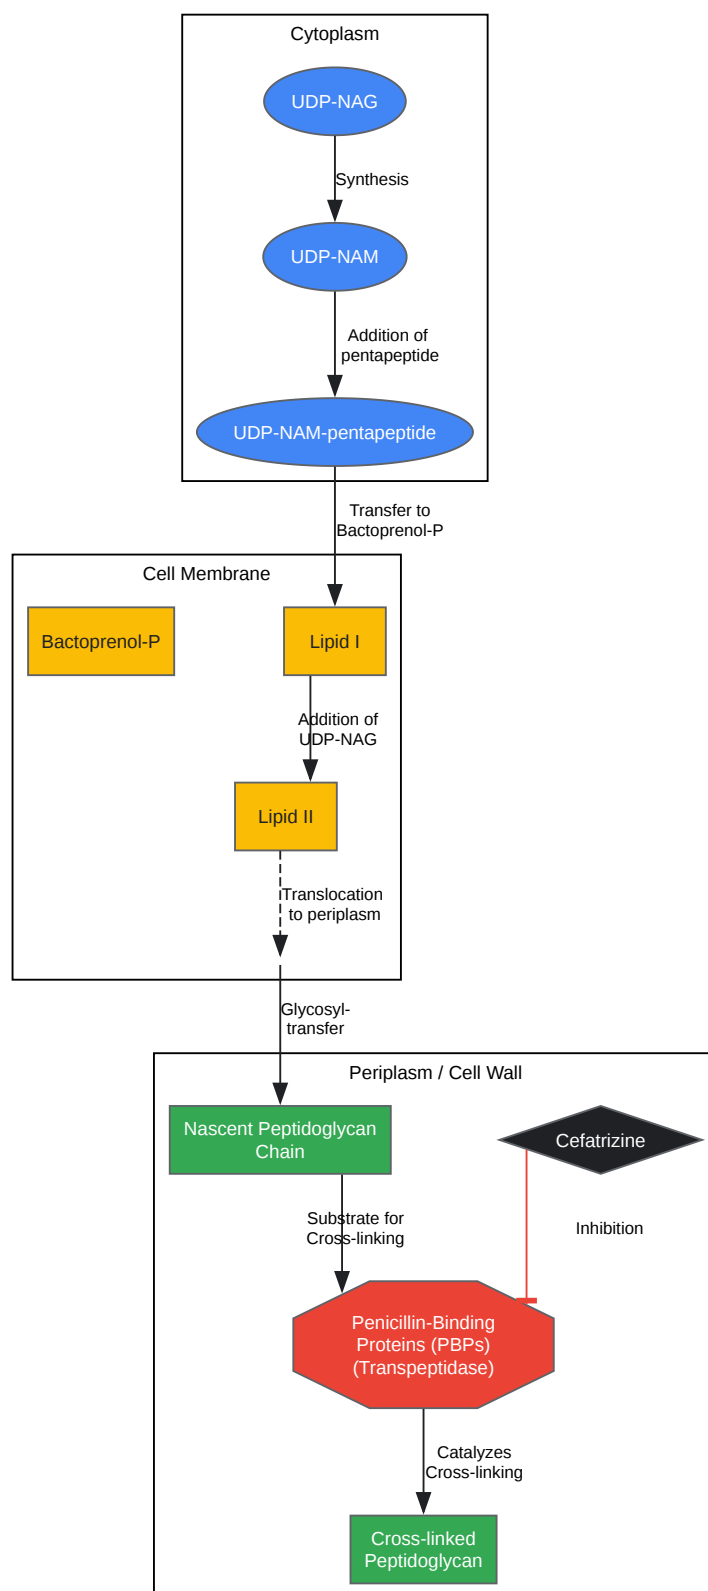 Cytoplasm
UDP-NAG
Synthesis
UDP-NAM
Addition of
pentapeptide
UDP-NAM-pentapeptide
Transfer to
Bactoprenol-P
Cell Membrane
Bactoprenol-P
Lipid I
Addition of
UDP-NAG
Lipid II
Translocation
to periplasm
Glycosyl-
transfer
Periplasm / Cell Wall
Nascent Peptidoglycan
Chain
Cefatrizine
Substrate for
Cross-linking
Inhibition
Penicillin-Binding
Proteins (PBPs)
(Transpeptidase)
Catalyzes
Cross-linking
Cross-linked
Peptidoglycan